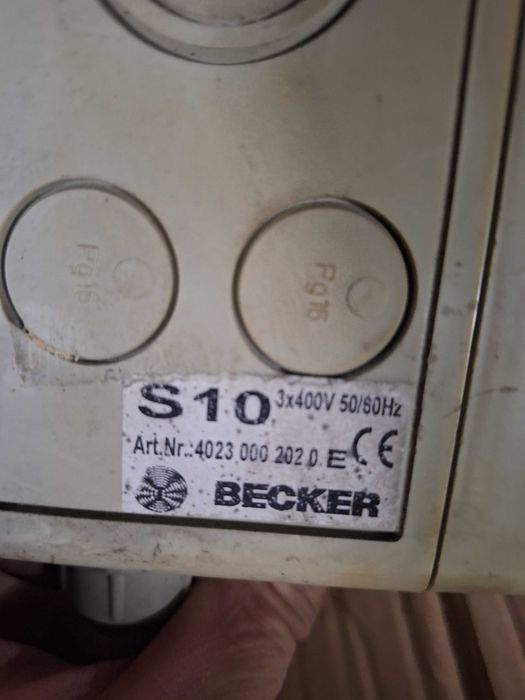 Pg16
Pg16
S10 3x400V 50/60Hz
Art.Nr.:4023 000 202 0 E CE
BECKER